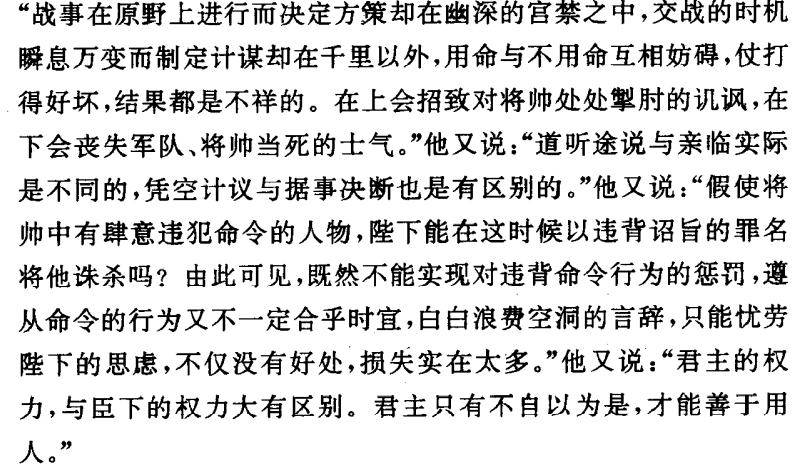 “战事在原野上进行而决定方策却在幽深的宫禁之中,交战的时机
瞬息万变而制定计谋却在千里以外,用命与不用命互相妨碍,仗打
得好坏,结果都是不祥的。在上会招致对将帅处处掣肘的讥讽,在
下会丧失军队、将帅当死的士气。”他又说:“道听途说与亲临实际
是不同的,凭空计议与据事决断也是有区别的。”他又说:“假使将
帅中有肆意违犯命令的人物,陛下能在这时候以违背诏旨的罪名
将他诛杀吗?由此可见,既然不能实现对违背命令行为的惩罚,遵
从命令的行为又不一定合乎时宜,白白浪费空洞的言辞,只能忧劳
陛下的思虑,不仅没有好处,损失实在太多。”他又说:“君主的权
力,与臣下的权力大有区别。君主只有不自以为是,才能善于用
人。”